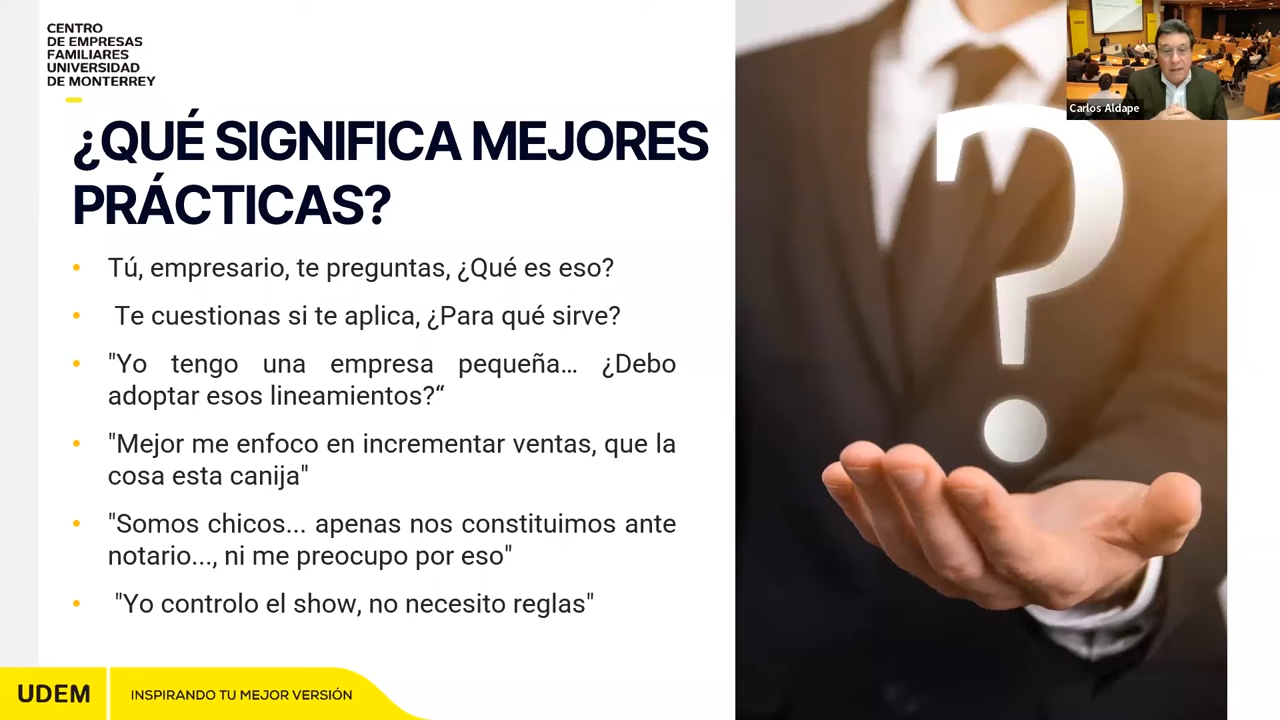 CENTRO
DE EMPRESAS
FAMILIARES
UNIVERSIDAD
DE MONTERREY
¿QUÉ SIGNIFICA MEJORES
PRÁCTICAS?
• Tú, empresario, te preguntas, ¿Qué es eso?
• Te cuestionas si te aplica, ¿Para qué sirve?
• "Yo tengo una empresa pequeña… ¿Debo
adoptar esos lineamientos?“
• "Mejor me enfoco en incrementar ventas, que la
cosa esta canija"
• "Somos chicos... apenas nos constituimos ante
notario..., ni me preocupo por eso"
• "Yo controlo el show, no necesito reglas"
UDEM
INSPIRANDO TU MEJOR VERSIÓN
Carlos Aldape